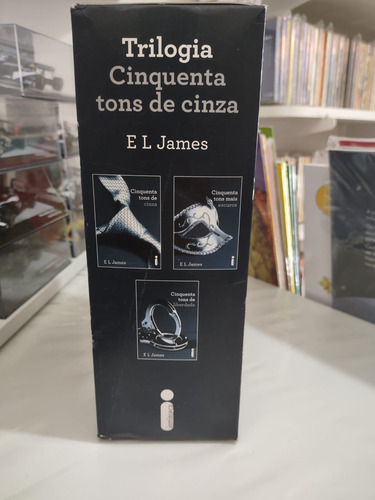 Trilogia
Cinquenta
tons de cinza
E L James
Cinquenta
tons de
cinza
E L James
Cinquenta
tons mais
escuros
E L James
Cinquenta
tons de
liberdade
E L James